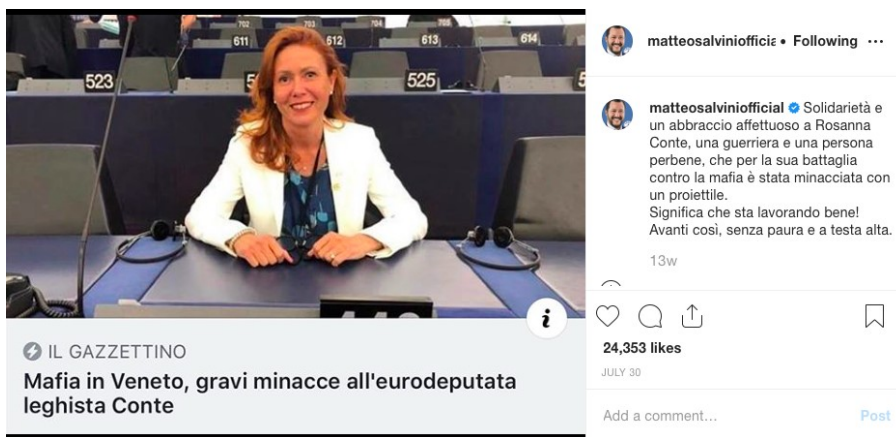 702
703
704
705
611
612
613
614
523
525
IL GAZZETTINO
Mafia in Veneto, gravi minacce all'eurodeputata
leghista Conte
matteosalviniofficia • Following ···
matteosalviniofficial Solidarietà e
un abbraccio affettuoso a Rosanna
Conte, una guerriera e una persona
perbene, che per la sua battaglia
contro la mafia è stata minacciata con
un proiettile.
Significa che sta lavorando bene!
Avanti così, senza paura e a testa alta.
13w
24,353 likes
JULY 30
Add a comment...
Post